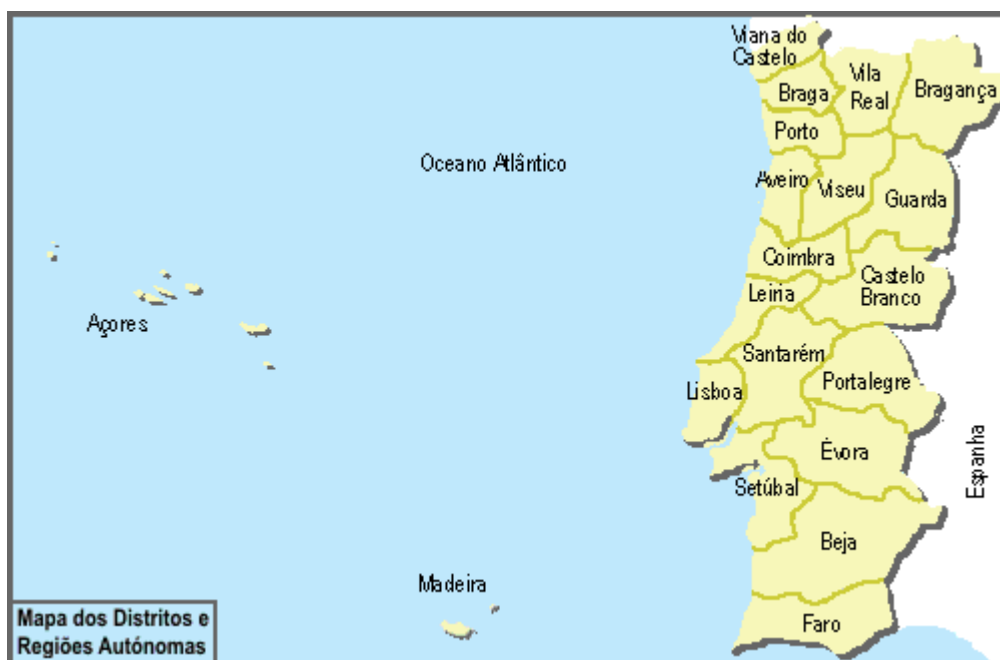 Viana do
Castelo
Braga
Vila
Real
Bragança
Porto
Oceano Atlântico
Aveiro
Viseu
Guarda
Coimbra
Castelo
Branco
Leiria
Açores
Santarém
Lisboa
Portalegre
Évora
Espanha
Setúbal
Beja
Madeira
Faro
Mapa dos Distritos e
Regiões Autónomas